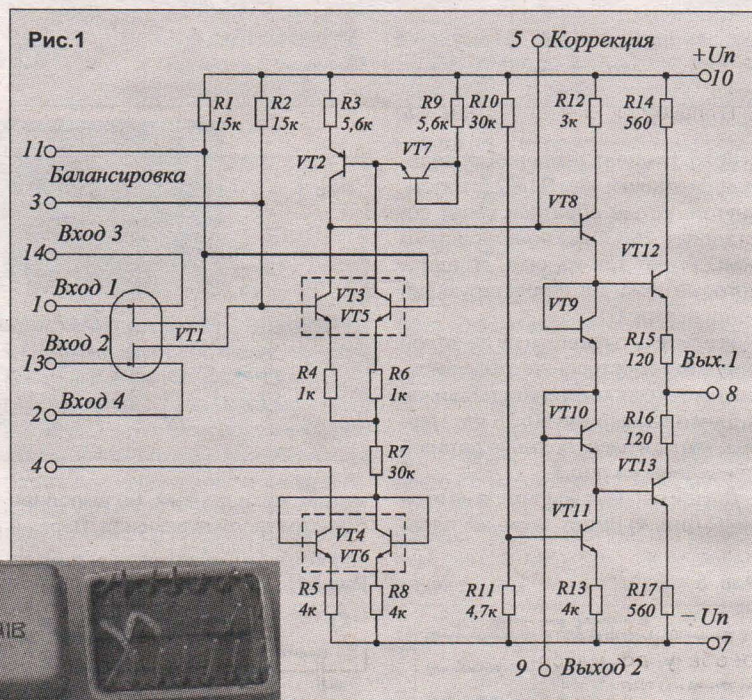 Рис.1
5 Коррекция
+Uп
10
R1
15к
R2
15к
R3
5,6к
R9
5,6к
R10
30к
R12
3к
R14
560
11
VT2
VT7
Балансировка
3
VT8
14
Вход 3
VT12
1
Вход 1
VT1
VT3
VT5
VT9
13
Вход 2
R15
120
Вых.1
8
R4
1к
R6
1к
2
Вход 4
VT10
R16
120
4
R7
30к
VT13
VT11
VT4
VT6
R5
4к
R8
4к
R11
4,7к
R13
4к
R17
560
– Uп
7
9
Выход 2